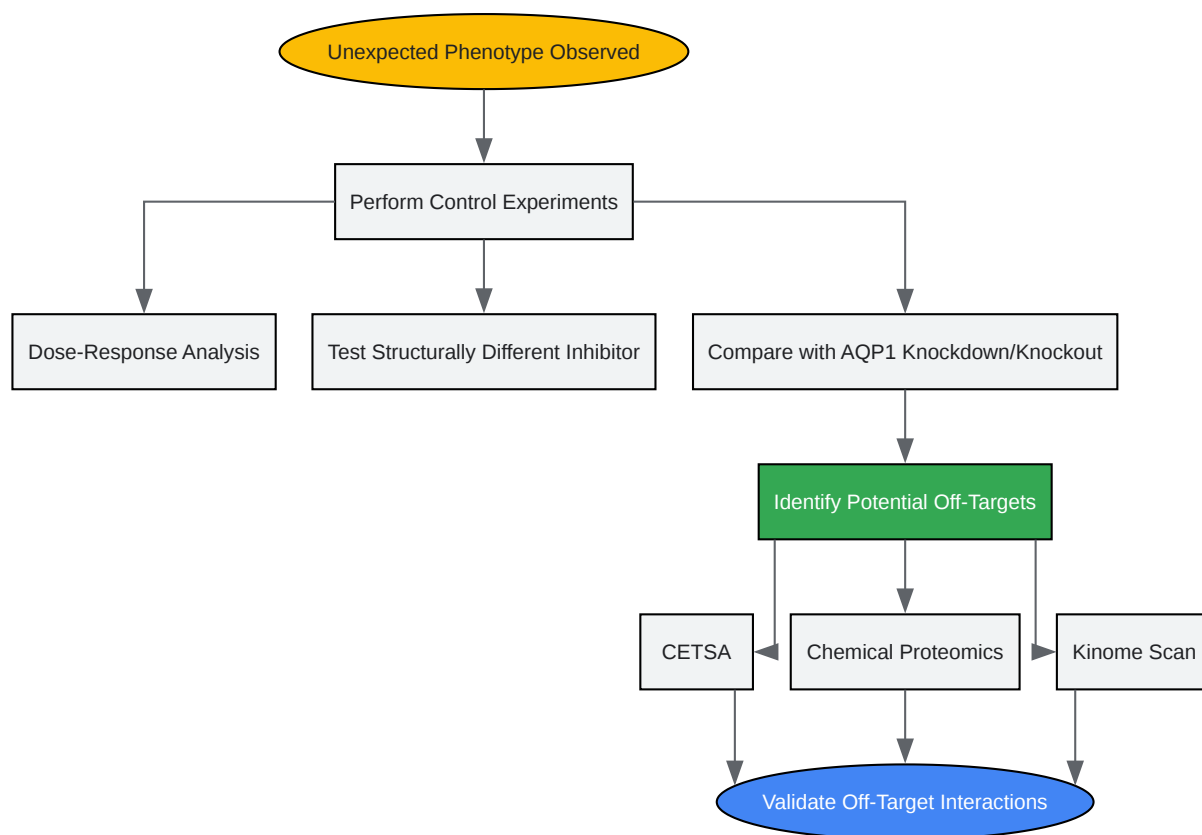 Unexpected Phenotype Observed
Perform Control Experiments
Dose-Response Analysis
Test Structurally Different Inhibitor
Compare with AQP1 Knockdown/Knockout
Identify Potential Off-Targets
CETSA
Chemical Proteomics
Kinome Scan
Validate Off-Target Interactions